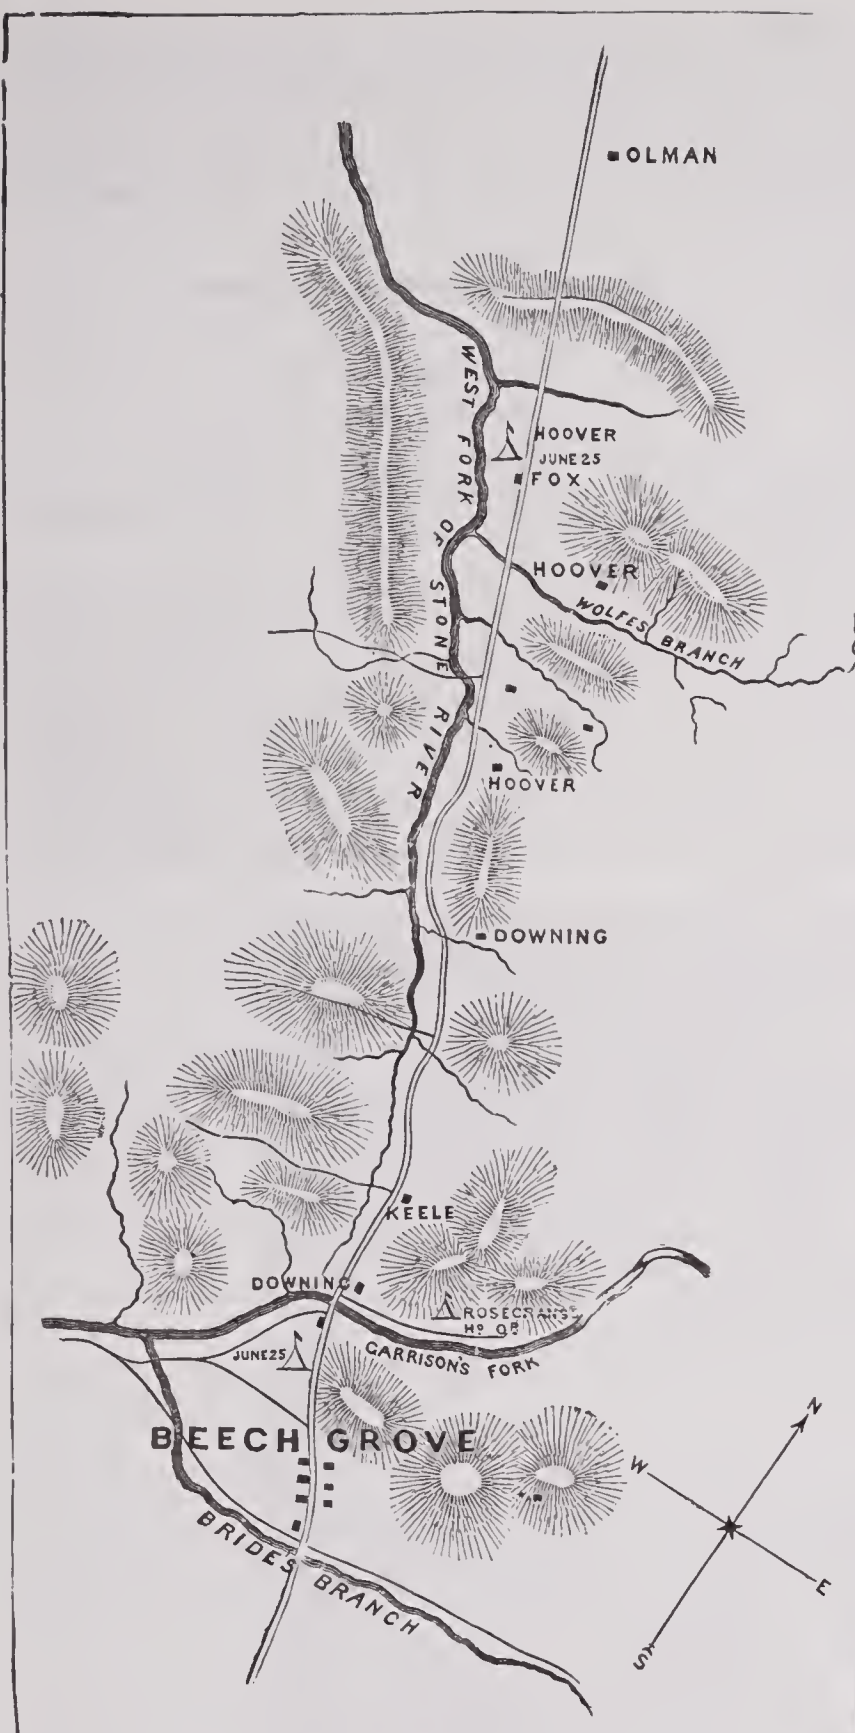 OLMAN
WEST FORK OF STONE RIVER
HOOVER
JUNE 25
FOX
HOOVER
WOLFES BRANCH
HOOVER
DOWNING
KEELE
DOWNING
ROSECRANS
HD QR
JUNE 25
GARRISON'S FORK
BEECH GROVE
BRIDES BRANCH
N
W
E
S